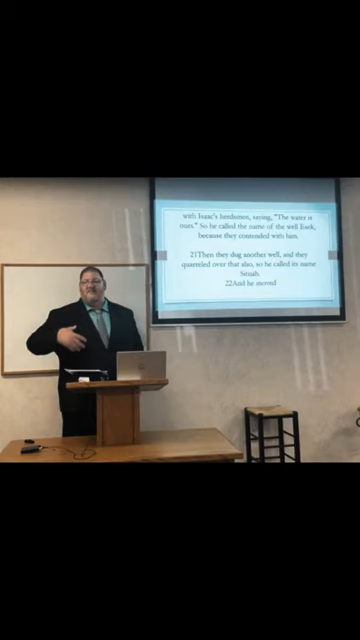 with Isaac's herdsmen, saying, "The water is
ours." So he called the name of the well Esek,
because they contended with him.
21Then they dug another well, and they
quarreled over that also, so he called its name
Sitnah.
22And he moved